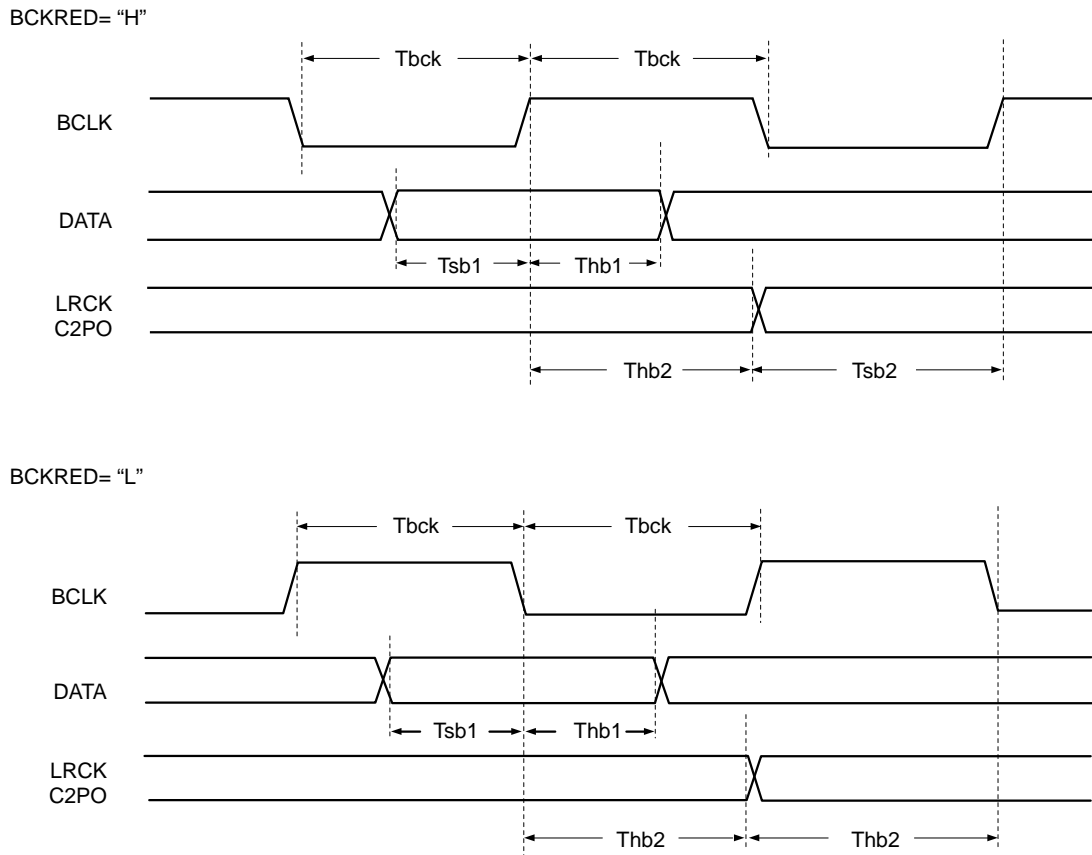 BCKRED= “H”
Tbck Tbck
BCLK
DATA
Tsb1 Thb1
LRCK
C2PO
Thb2 Tsb2
BCKRED= “L”
Tbck Tbck
BCLK
DATA
Tsb1 Thb1
LRCK
C2PO
Thb2 Thb2